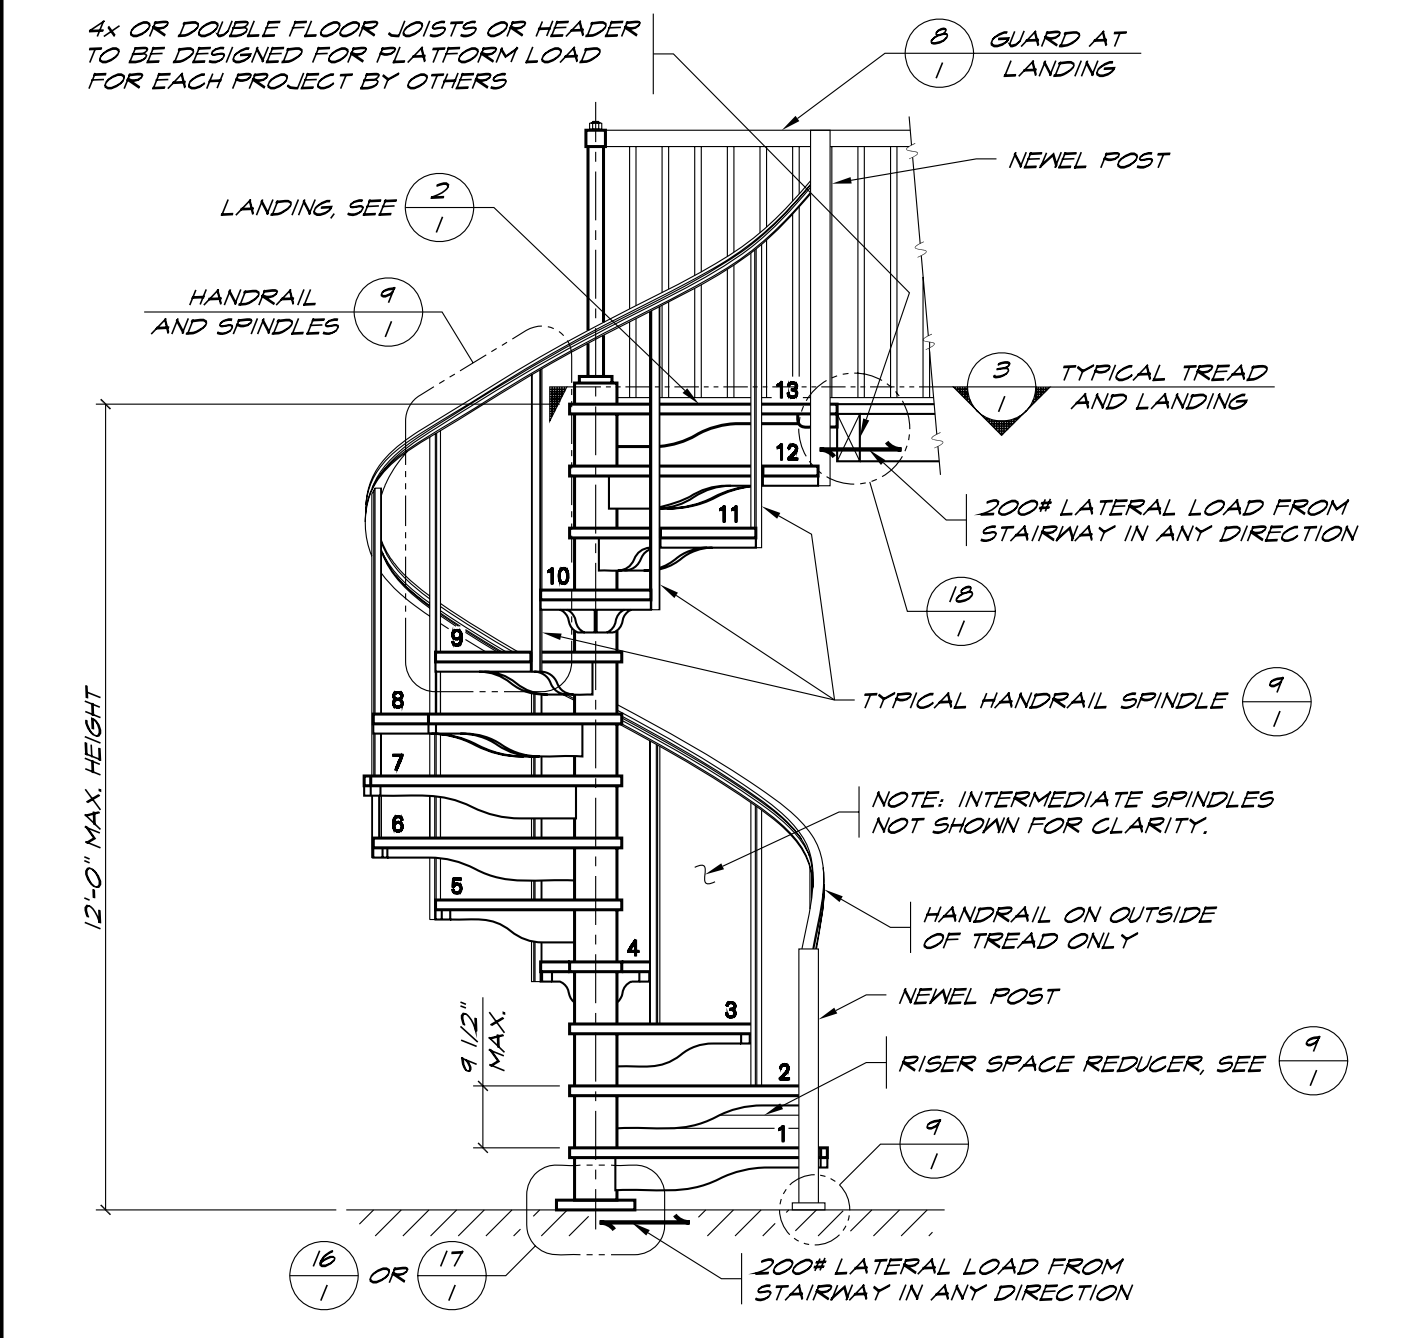 4x OR DOUBLE FLOOR JOISTS OR HEADER
TO BE DESIGNED FOR PLATFORM LOAD
FOR EACH PROJECT BY OTHERS
8
1
GUARD AT
LANDING
NEWEL POST
LANDING, SEE
2
1
HANDRAIL
AND SPINDLES
9
1
3
1
TYPICAL TREAD
AND LANDING
13
12
200# LATERAL LOAD FROM
STAIRWAY IN ANY DIRECTION
11
10
18
1
9
8
TYPICAL HANDRAIL SPINDLE
9
1
12'-0" MAX. HEIGHT
7
NOTE: INTERMEDIATE SPINDLES
NOT SHOWN FOR CLARITY.
6
5
HANDRAIL ON OUTSIDE
OF TREAD ONLY
4
NEWEL POST
3
9 1/2"
MAX.
RISER SPACE REDUCER, SEE
9
1
2
1
9
1
16
1
OR
17
1
200# LATERAL LOAD FROM
STAIRWAY IN ANY DIRECTION